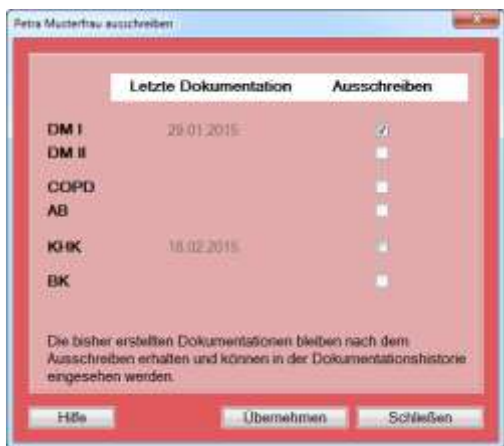 Petra Musterfrau ausschreiben
Letzte Dokumentation Ausschreiben
DM I 29.01.2015
DM II
COPD
AB
KHK 18.02.2015
BK
Die bisher erstellten Dokumentationen bleiben nach dem
Ausschreiben erhalten und können in der Dokumentationshistorie
eingesehen werden.
Hilfe Übernehmen Schließen